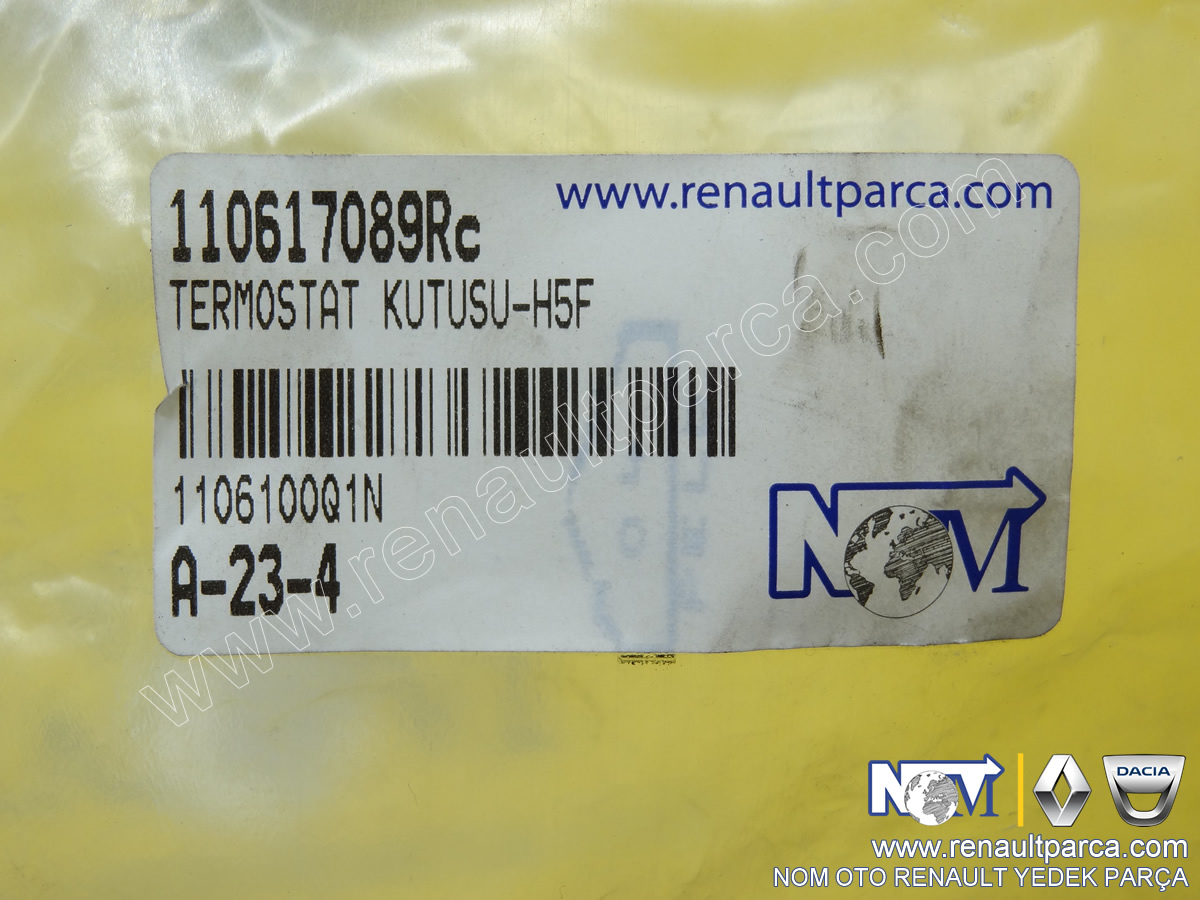 www.renaultparca.com
110617089Rc
TERMOSTAT KUTUSU-H5F
1106100Q1N
A-23-4
NOM
www.renaultparca.com
NOM
DACIA
www.renaultparca.com
NOM OTO RENAULT YEDEK PARÇA